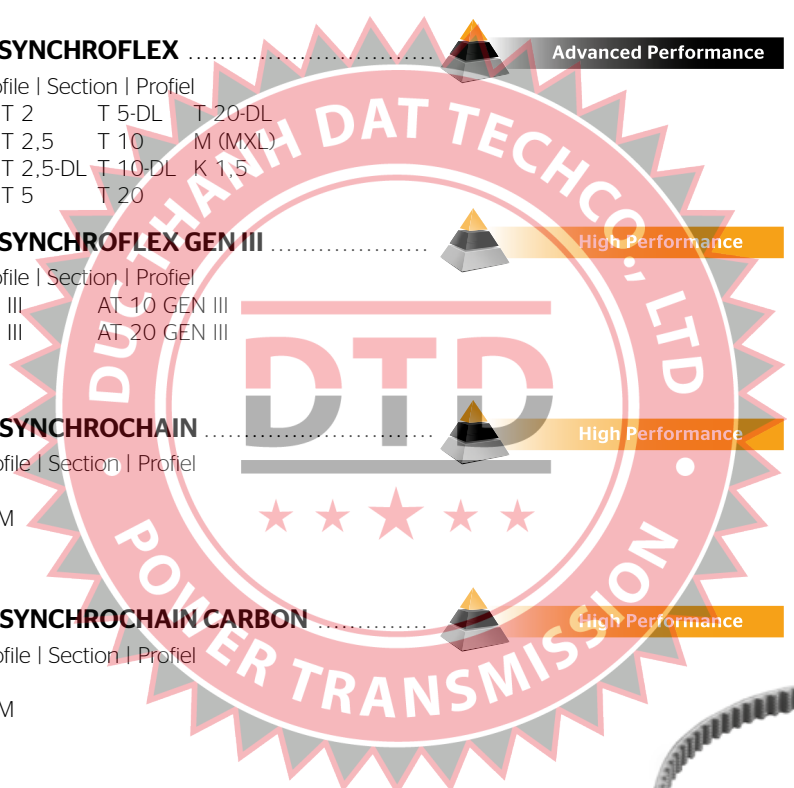 SYNCHROFLEX ........................ Advanced Performance
ofile | Section | Profiel
T 2 T 5-DL T 20-DL
T 2,5 T 10 M (MXL)
T 2,5-DL T 10-DL K 1,5
T 5 T 20
SYNCHROFLEX GEN III .................... High Performance
ofile | Section | Profiel
III AT 10 GEN III
III AT 20 GEN III
SYNCHROCHAIN ............................. High Performance
ofile | Section | Profiel
M
SYNCHROCHAIN CARBON .............. High Performance
ofile | Section | Profiel
M
DUC THANH DAT TECHCO., LTD
DTD
• POWER TRANSMISSION •